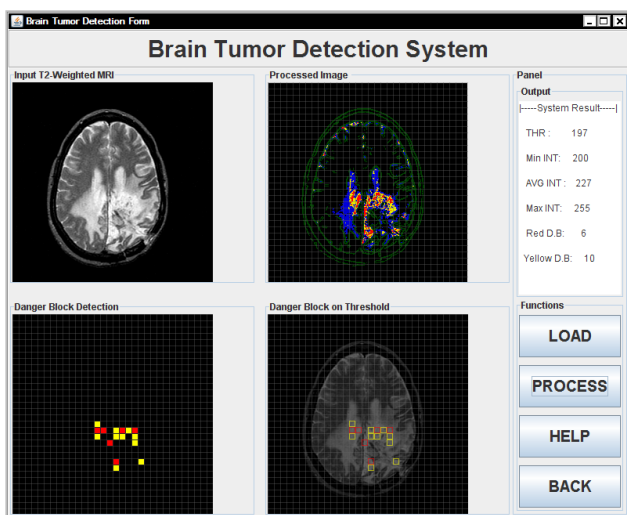 Brain Tumor Detection Form
Brain Tumor Detection System
Input T2-Weighted MRI
Processed Image
Panel
Output
|-----System Result-----|
THR : 197
Min INT: 200
AVG INT : 227
Max INT: 255
Red D.B: 6
Yellow D.B: 10
Danger Block Detection
Danger Block on Threshold
Functions
LOAD
PROCESS
HELP
BACK